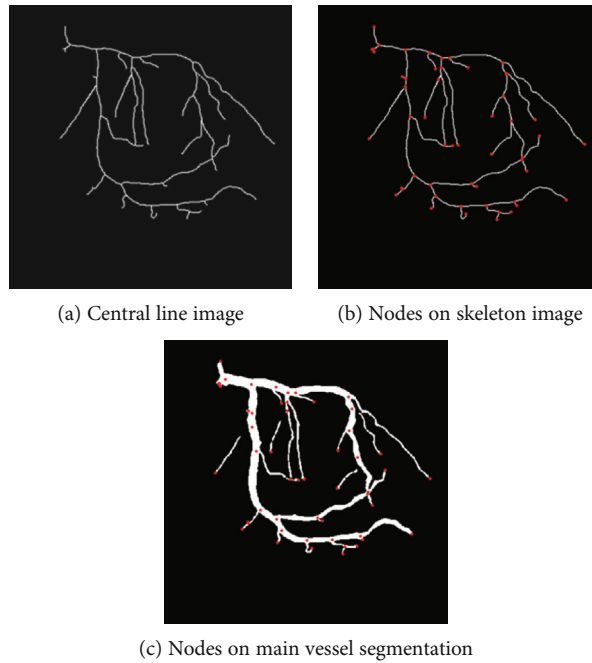 (a) Central line image
(b) Nodes on skeleton image
(c) Nodes on main vessel segmentation